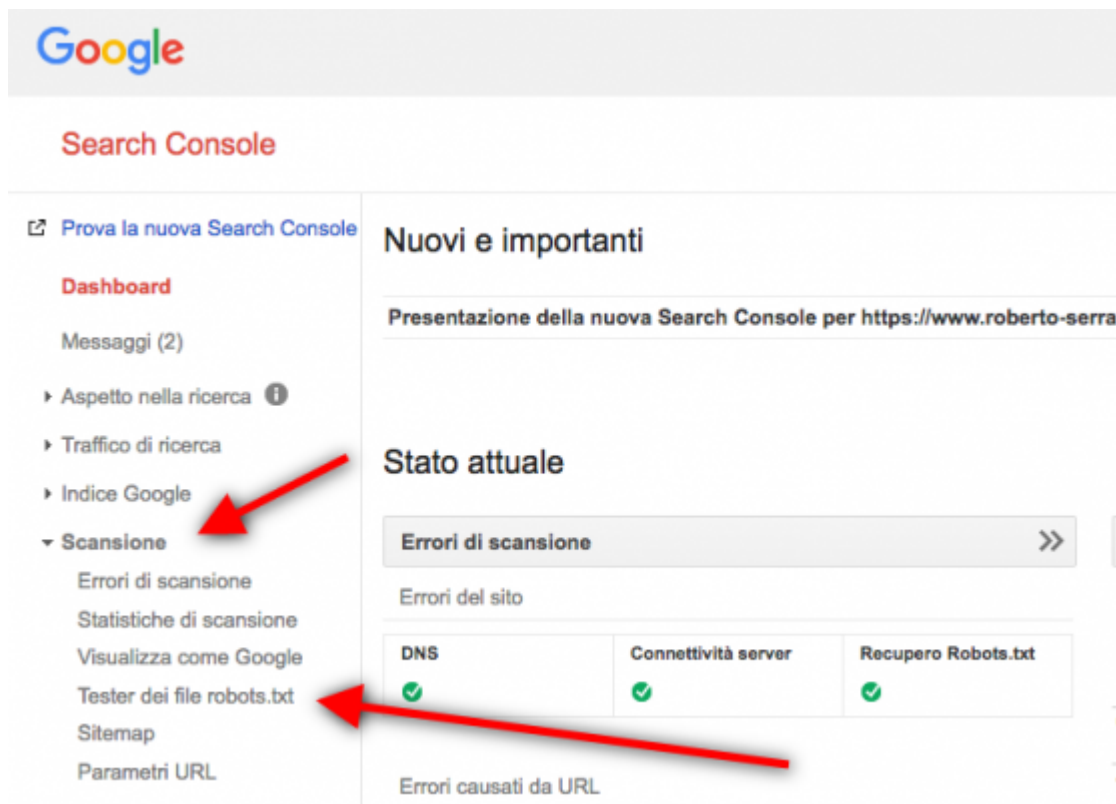 Google
Search Console
Prova la nuova Search Console
Dashboard
Messaggi (2)
Aspetto nella ricerca
Traffico di ricerca
Indice Google
Scansione
Errori di scansione
Statistiche di scansione
Visualizza come Google
Tester dei file robots.txt
Sitemap
Parametri URL
Nuovi e importanti
Presentazione della nuova Search Console per https://www.roberto-serra
Stato attuale
Errori di scansione
Errori del sito
DNS Connettività server Recupero Robots.txt
Errori causati da URL